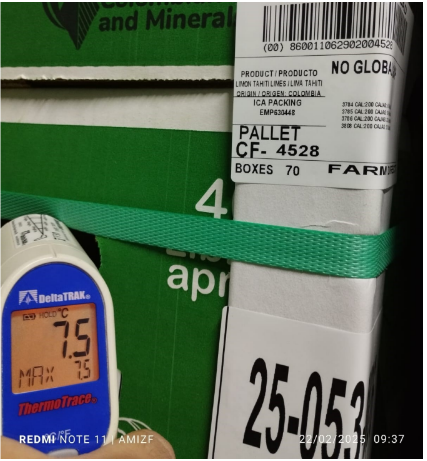 and Mineral
(00) 860011062902004528
PRODUCT / PRODUCTO
NO GLOBA
LIMON TAHITI LIMES / LIMA TAHITI
ORIGIN / ORIGEN: COLOMBIA
ICA PACKING
EMP630448
PALLET
CF- 4528
BOXES 70
FARM
4
apr
DeltaTRAK®
HOLD °C
7.5
MAX 7.5
ThermoTrace
25-053
REDMI NOTE 11 | AMIZF
22/02/2025 09:37